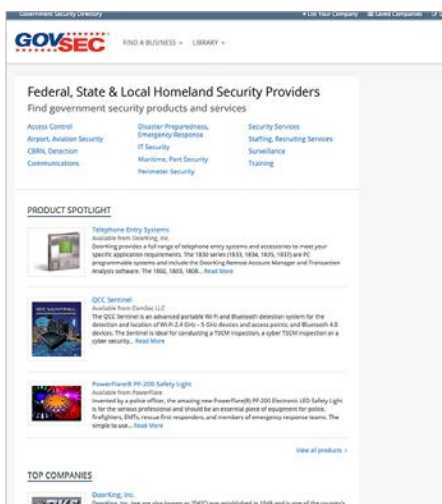 Government Security Directory
+ List Your Company
Saved Companies
GOVSEC
FIND A BUSINESS
LIBRARY
Federal, State & Local Homeland Security Providers
Find government security products and services
Access Control
Airport, Aviation Security
CBRN, Detection
Communications
Disaster Preparedness,
Emergency Response
IT Security
Maritime, Port Security
Perimeter Security
Security Services
Staffing, Recruiting Services
Surveillance
Training
PRODUCT SPOTLIGHT
Telephone Entry Systems
Available from DoorKing, Inc.
DoorKing provides a full range of telephone entry systems and accessories to meet your
specific application requirements. The 1830 series (1833, 1834, 1835, 1837) are PC
programmable systems and include the DoorKing Remote Account Manager and Transaction
Analysis software. The 1802, 1803, 1808... Read More
QCC SENTINEL
QCC Sentinel
Available from ComSec LLC
The QCC Sentinel is an advanced portable Wi-Fi and Bluetooth detection system for the
detection and location of Wi-Fi 2.4 GHz – 5 GHz devices and access points; and Bluetooth 4.0
devices. The Sentinel is ideal for conducting a TSCM inspection, a cyber TSCM inspection or a
cyber security... Read More
PowerFlare® PF-200 Safety Light
Available from PowerFlare
Invented by a police officer, the amazing new PowerFlare(R) PF-200 Electronic LED Safety Light
is for the serious professional and should be an essential piece of equipment for police,
firefighters, EMTs, rescue first responders, and members of emergency response teams. The
simple to use... Read More
View all products ›
TOP COMPANIES
DoorKing, Inc.